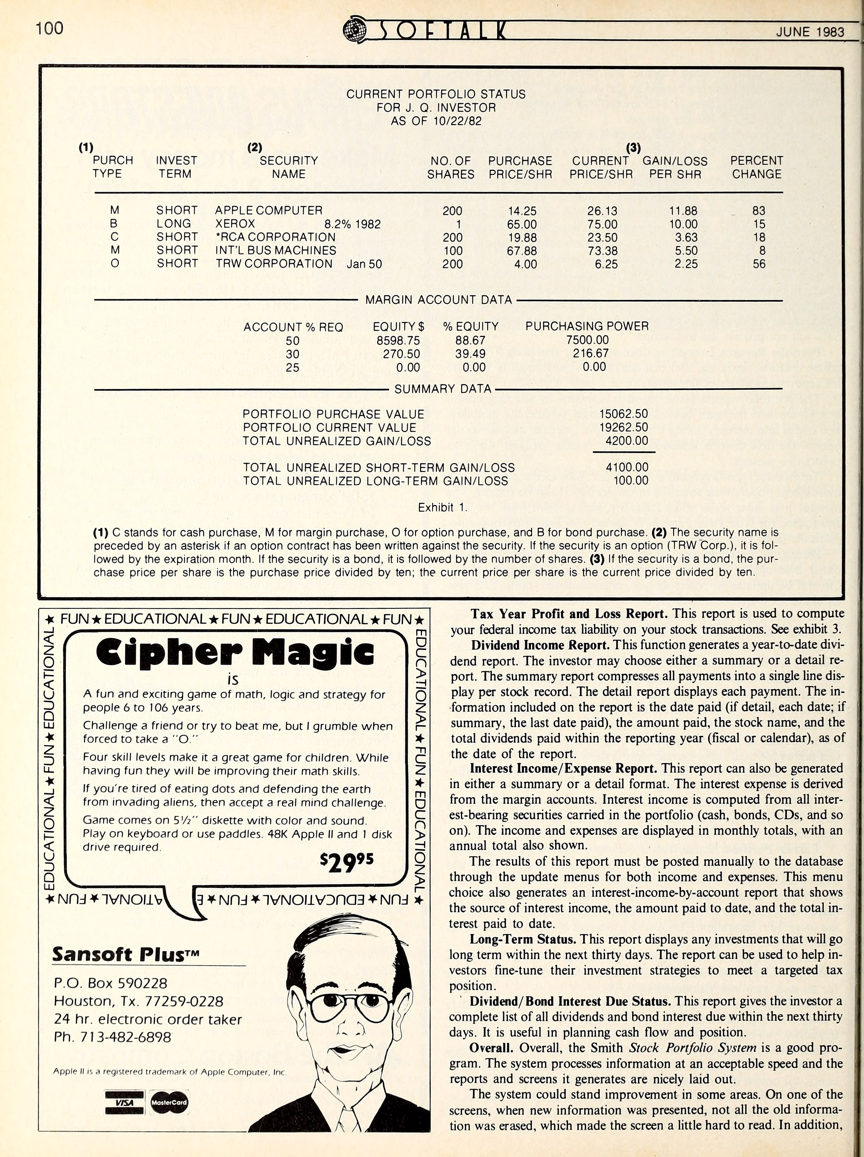 100
SOFTALK
JUNE 1983
CURRENT PORTFOLIO STATUS
FOR J. Q. INVESTOR
AS OF 10/22/82
(1) (2) (3)
PURCH INVEST SECURITY NO. OF PURCHASE CURRENT GAIN/LOSS PERCENT
TYPE TERM NAME SHARES PRICE/SHR PRICE/SHR PER SHR CHANGE
M SHORT APPLE COMPUTER 200 14.25 26.13 11.88 83
B LONG XEROX 8.2% 1982 1 65.00 75.00 10.00 15
C SHORT *RCA CORPORATION 200 19.88 23.50 3.63 18
M SHORT INT'L BUS MACHINES 100 67.88 73.38 5.50 8
O SHORT TRW CORPORATION Jan 50 200 4.00 6.25 2.25 56
MARGIN ACCOUNT DATA
ACCOUNT % REQ EQUITY $ % EQUITY PURCHASING POWER
50 8598.75 88.67 7500.00
30 270.50 39.49 216.67
25 0.00 0.00 0.00
SUMMARY DATA
PORTFOLIO PURCHASE VALUE 15062.50
PORTFOLIO CURRENT VALUE 19262.50
TOTAL UNREALIZED GAIN/LOSS 4200.00
TOTAL UNREALIZED SHORT-TERM GAIN/LOSS 4100.00
TOTAL UNREALIZED LONG-TERM GAIN/LOSS 100.00
Exhibit 1.
(1) C stands for cash purchase, M for margin purchase, O for option purchase, and B for bond purchase. (2) The security name is
preceded by an asterisk if an option contract has been written against the security. If the security is an option (TRW Corp.), it is fol-
lowed by the expiration month. If the security is a bond, it is followed by the number of shares. (3) If the security is a bond, the pur-
chase price per share is the purchase price divided by ten; the current price per share is the current price divided by ten.
★ FUN ★ EDUCATIONAL ★ FUN ★ EDUCATIONAL ★ FUN ★
EDUCATIONAL ★ FUN ★ EDUCATIONAL
EDUCATIONAL ★ FUN ★ EDUCATIONAL
★ FUN ★ EDUCATIONAL ★ FUN ★ E ATIONAL ★ FUN ★
Cipher Magic
is
A fun and exciting game of math, logic and strategy for
people 6 to 106 years.
Challenge a friend or try to beat me, but I grumble when
forced to take a "O."
Four skill levels make it a great game for children. While
having fun they will be improving their math skills.
If you're tired of eating dots and defending the earth
from invading aliens, then accept a real mind challenge.
Game comes on 5½" diskette with color and sound.
Play on keyboard or use paddles. 48K Apple II and 1 disk
drive required.
$29⁹⁵
Sansoft Plus™
P.O. Box 590228
Houston, Tx. 77259-0228
24 hr. electronic order taker
Ph. 713-482-6898
Apple II is a registered trademark of Apple Computer, Inc.
VISA
MasterCard
Tax Year Profit and Loss Report. This report is used to compute
your federal income tax liability on your stock transactions. See exhibit 3.
Dividend Income Report. This function generates a year-to-date divi-
dend report. The investor may choose either a summary or a detail re-
port. The summary report compresses all payments into a single line dis-
play per stock record. The detail report displays each payment. The in-
formation included on the report is the date paid (if detail, each date; if
summary, the last date paid), the amount paid, the stock name, and the
total dividends paid within the reporting year (fiscal or calendar), as of
the date of the report.
Interest Income/Expense Report. This report can also be generated
in either a summary or a detail format. The interest expense is derived
from the margin accounts. Interest income is computed from all inter-
est-bearing securities carried in the portfolio (cash, bonds, CDs, and so
on). The income and expenses are displayed in monthly totals, with an
annual total also shown.
The results of this report must be posted manually to the database
through the update menus for both income and expenses. This menu
choice also generates an interest-income-by-account report that shows
the source of interest income, the amount paid to date, and the total in-
terest paid to date.
Long-Term Status. This report displays any investments that will go
long term within the next thirty days. The report can be used to help in-
vestors fine-tune their investment strategies to meet a targeted tax
position.
Dividend/Bond Interest Due Status. This report gives the investor a
complete list of all dividends and bond interest due within the next thirty
days. It is useful in planning cash flow and position.
Overall. Overall, the Smith Stock Portfolio System is a good pro-
gram. The system processes information at an acceptable speed and the
reports and screens it generates are nicely laid out.
The system could stand improvement in some areas. On one of the
screens, when new information was presented, not all the old informa-
tion was erased, which made the screen a little hard to read. In addition,